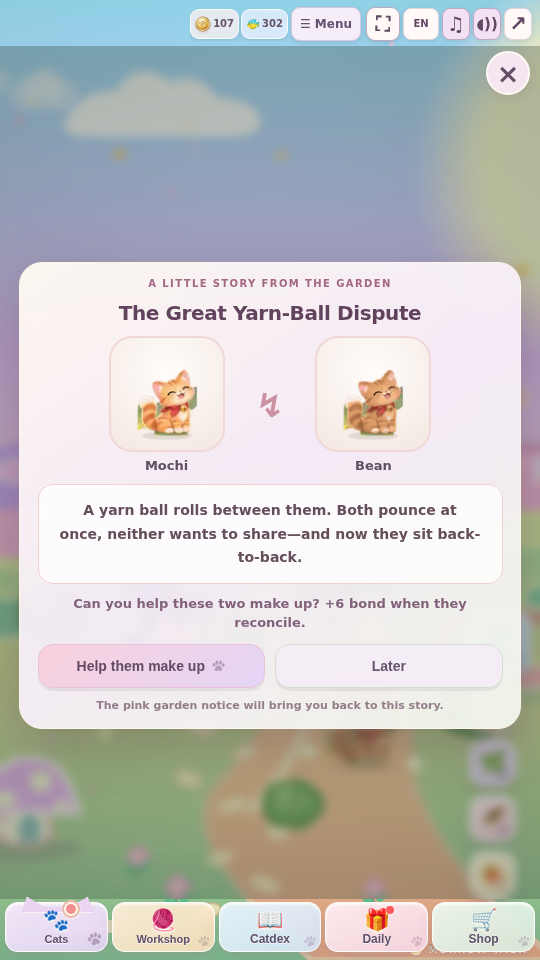 107
302
☰ Menu
EN
A LITTLE STORY FROM THE GARDEN
The Great Yarn-Ball Dispute
Mochi
Bean
A yarn ball rolls between them. Both pounce at
once, neither wants to share—and now they sit back-
to-back.
Can you help these two make up? +6 bond when they
reconcile.
Help them make up
Later
The pink garden notice will bring you back to this story.
Cats
Workshop
Catdex
Daily
Shop